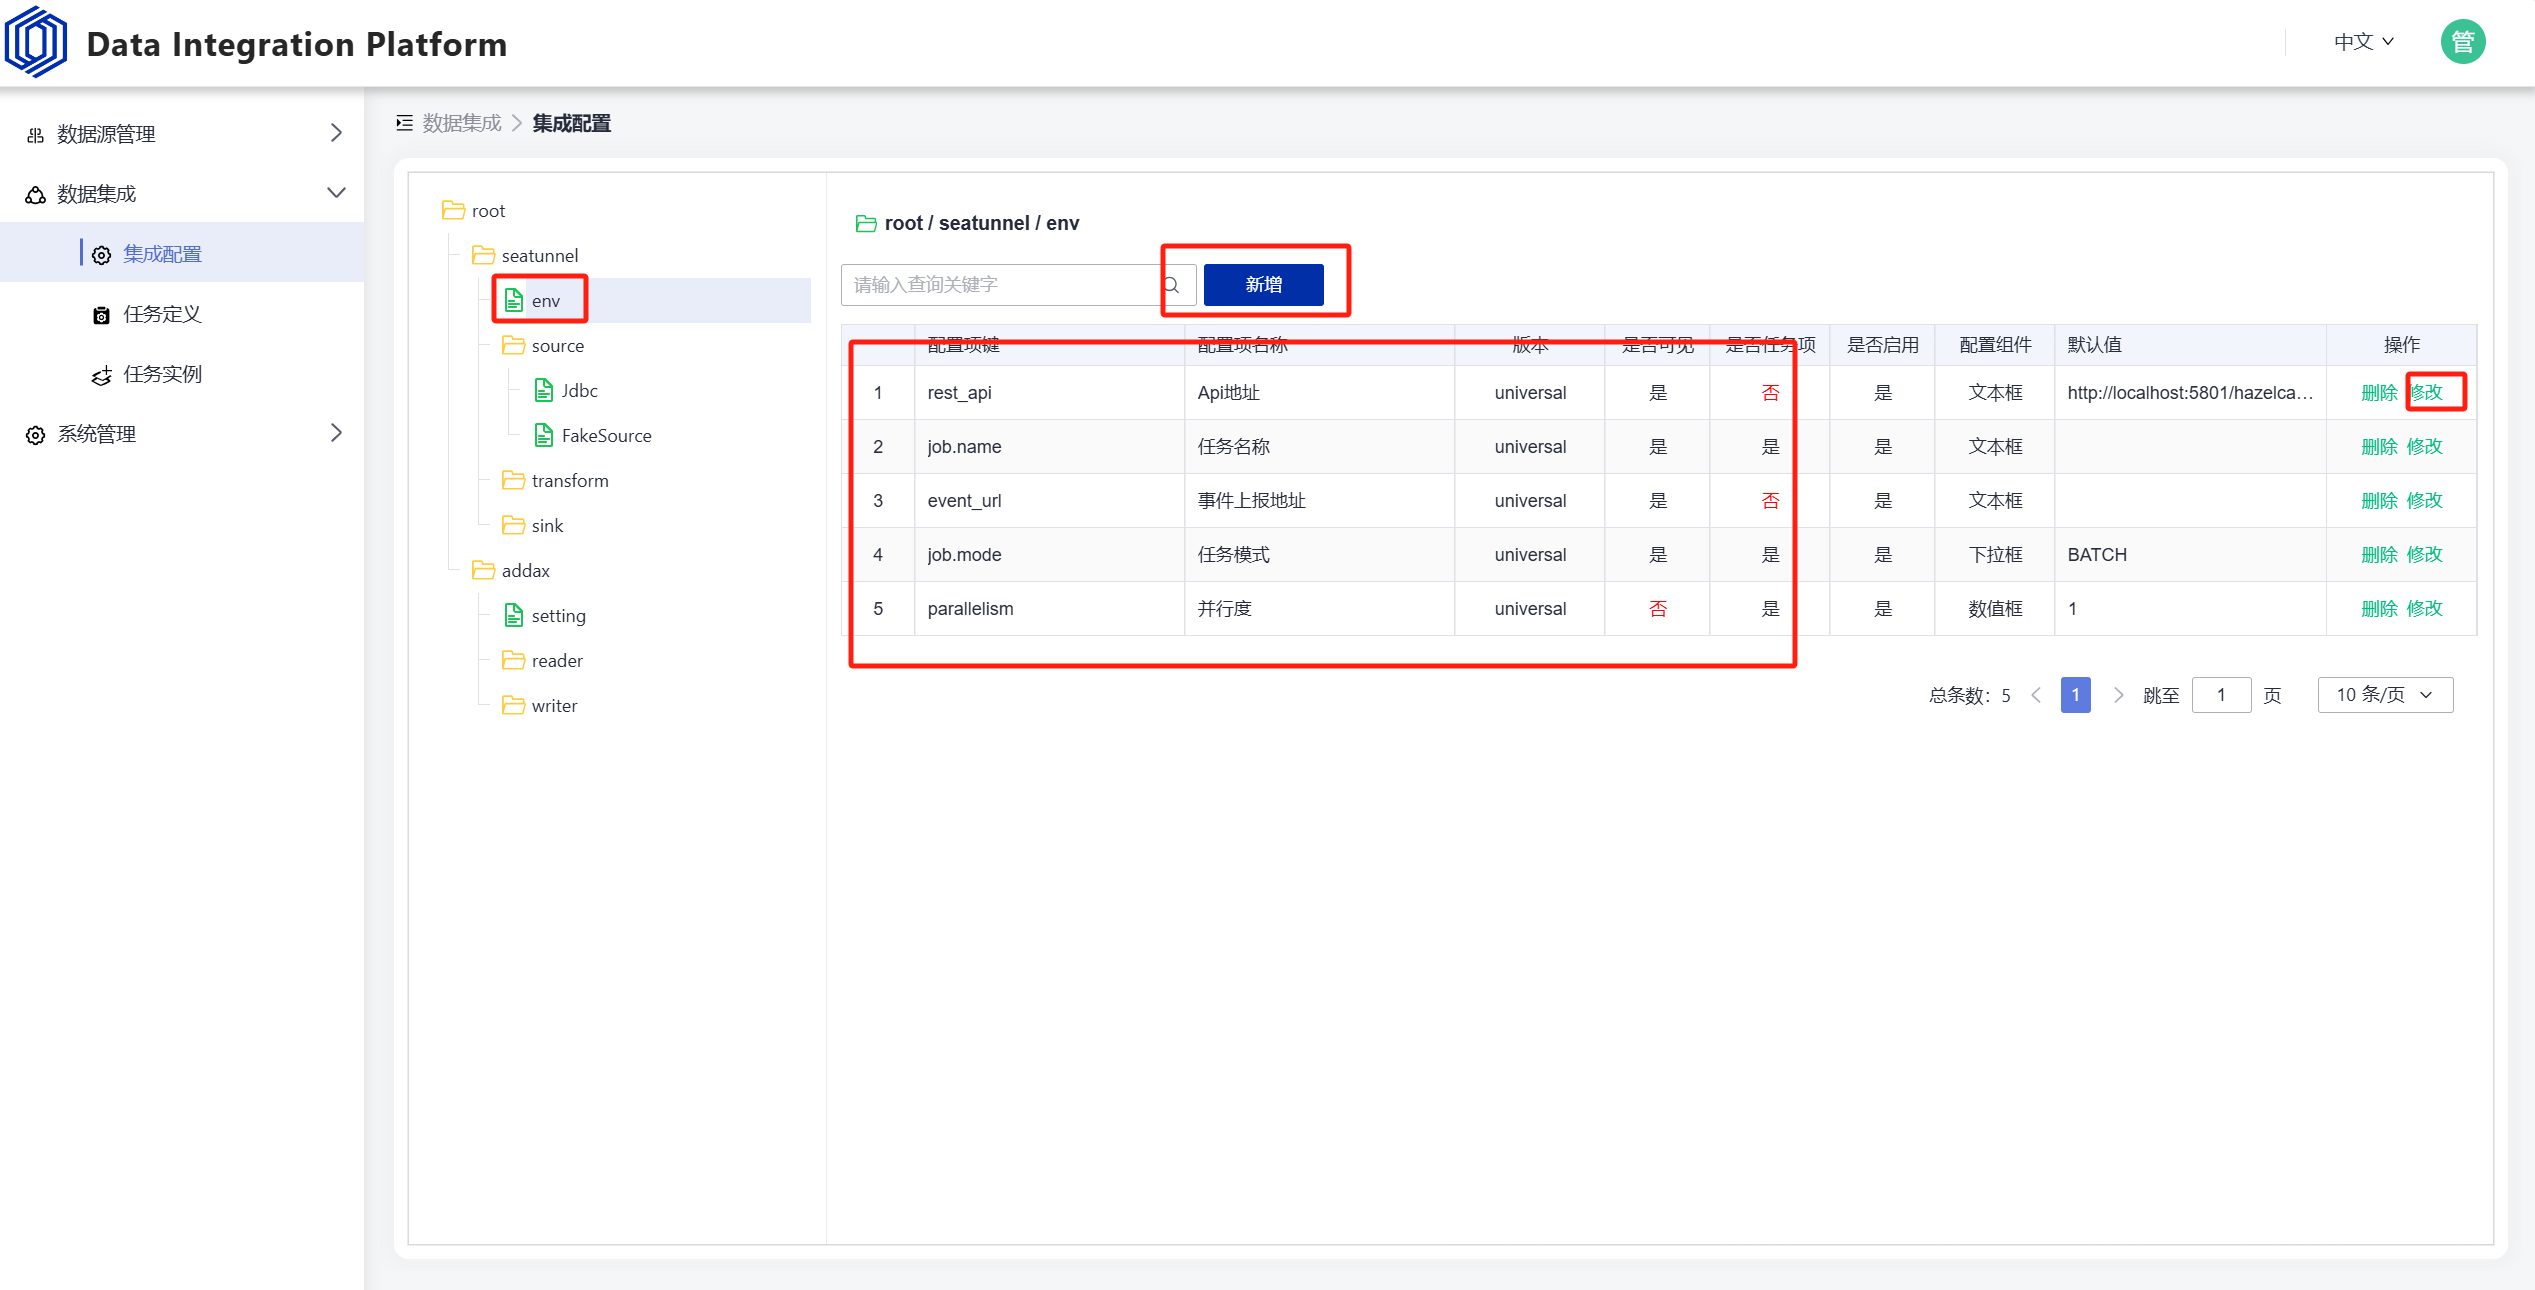 Data Integration Platform
中文
管
数据源管理
数据集成
集成配置
任务定义
任务实例
系统管理
数据集成 > 集成配置
root
seatunnel
env
source
Jdbc
FakeSource
transform
sink
addax
setting
reader
writer
root / seatunnel / env
请输入查询关键字 新增
配置项键 配置项名称 版本 是否可见 是否任务项 是否启用 配置组件 默认值 操作
1 rest_api Api地址 universal 是 否 是 文本框 http://localhost:5801/hazelca... 删除 修改
2 job.name 任务名称 universal 是 是 是 文本框 删除 修改
3 event_url 事件上报地址 universal 是 否 是 文本框 删除 修改
4 job.mode 任务模式 universal 是 是 是 下拉框 BATCH 删除 修改
5 parallelism 并行度 universal 否 是 是 数值框 1 删除 修改
总条数: 5 < 1 > 跳至 1 页 10 条/页